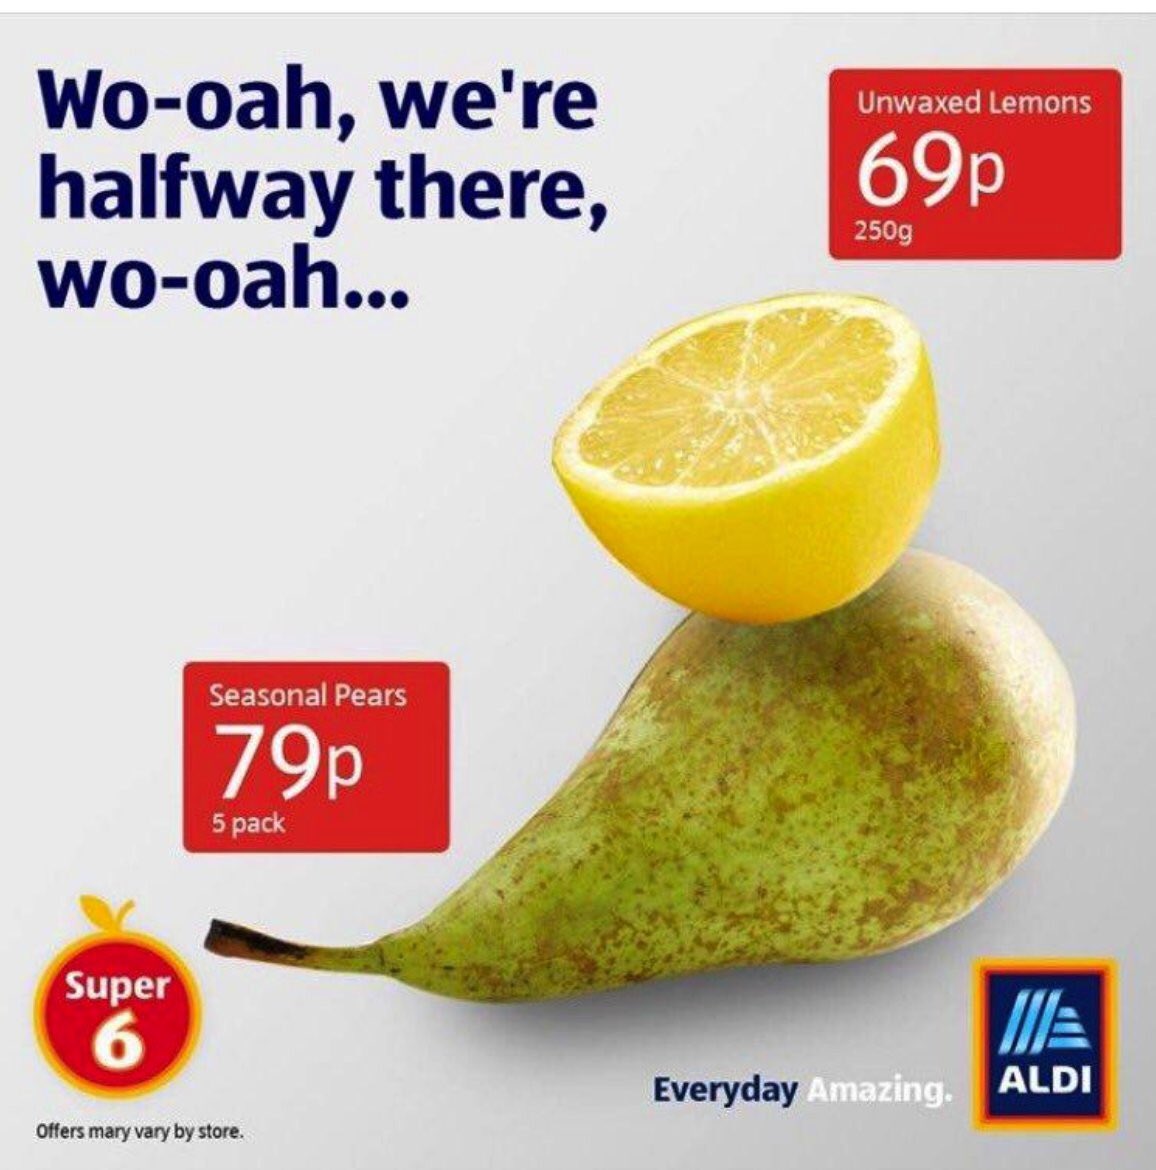 Wo-oah, we're
halfway there,
wo-oah...
Unwaxed Lemons
69p
250g
Seasonal Pears
79p
5 pack
Super
6
Offers mary vary by store.
Everyday Amazing.
ALDI